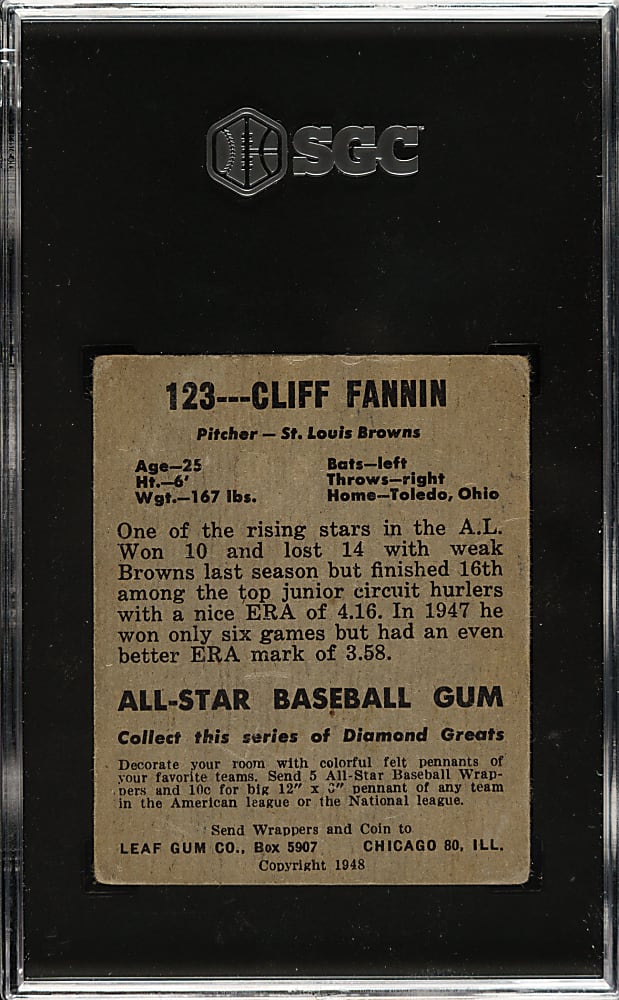 SGC
123---CLIFF FANNIN
Pitcher — St. Louis Browns
Age—25
Ht.—6'
Wgt.—167 lbs.
Bats—left
Throws—right
Home—Toledo, Ohio
One of the rising stars in the A.L.
Won 10 and lost 14 with weak
Browns last season but finished 16th
among the top junior circuit hurlers
with a nice ERA of 4.16. In 1947 he
won only six games but had an even
better ERA mark of 3.58.
ALL-STAR BASEBALL GUM
Collect this series of Diamond Greats
Decorate your room with colorful felt pennants of
your favorite teams. Send 5 All-Star Baseball Wrap-
pers and 10c for big 12" x " pennant of any team
in the American league or the National league.
Send Wrappers and Coin to
LEAF GUM CO., Box 5907 CHICAGO 80, ILL.
Copyright 1948